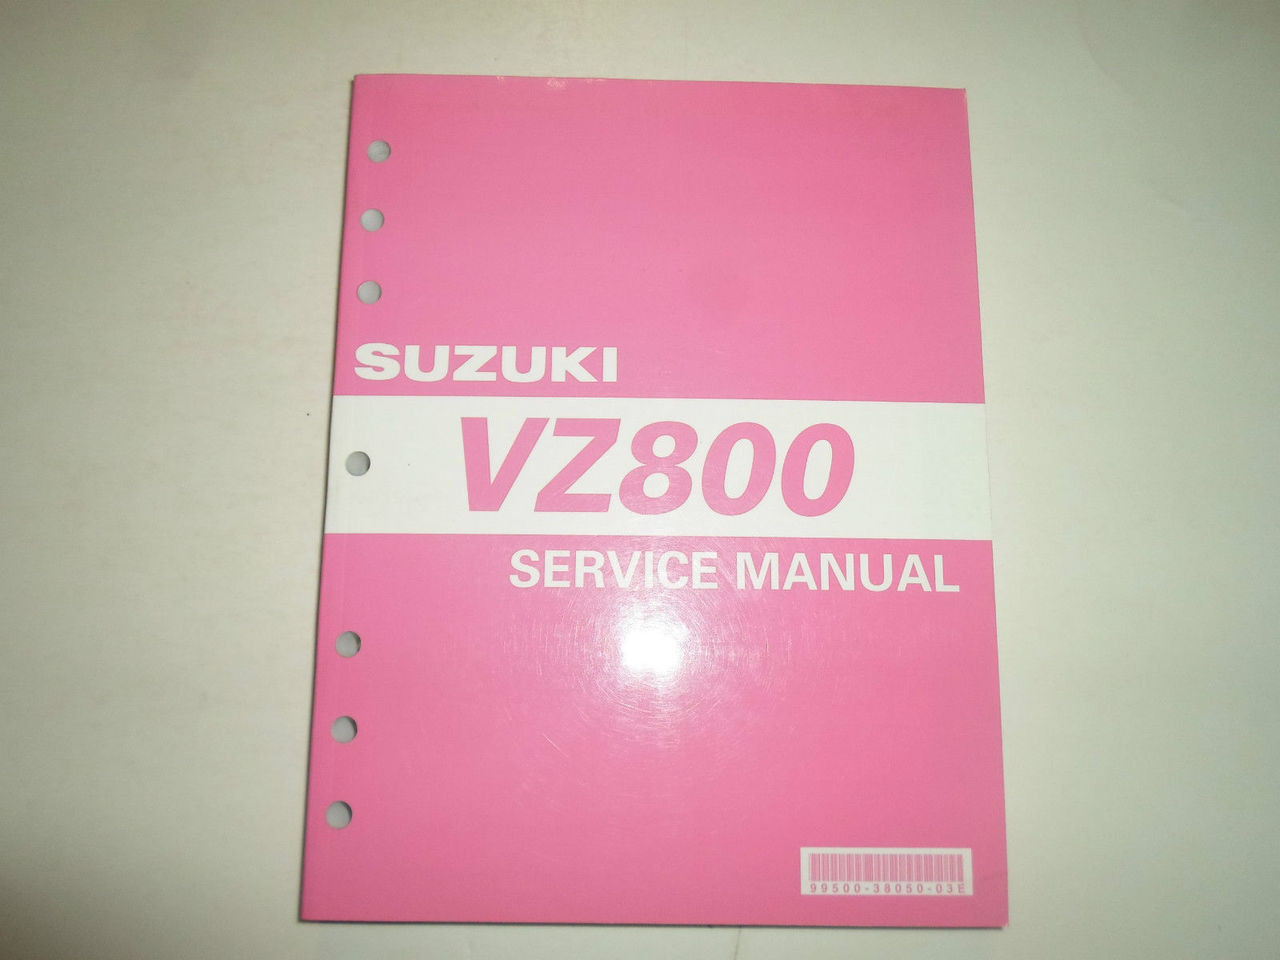 SUZUKI
VZ800
SERVICE MANUAL
99500-38050-03E